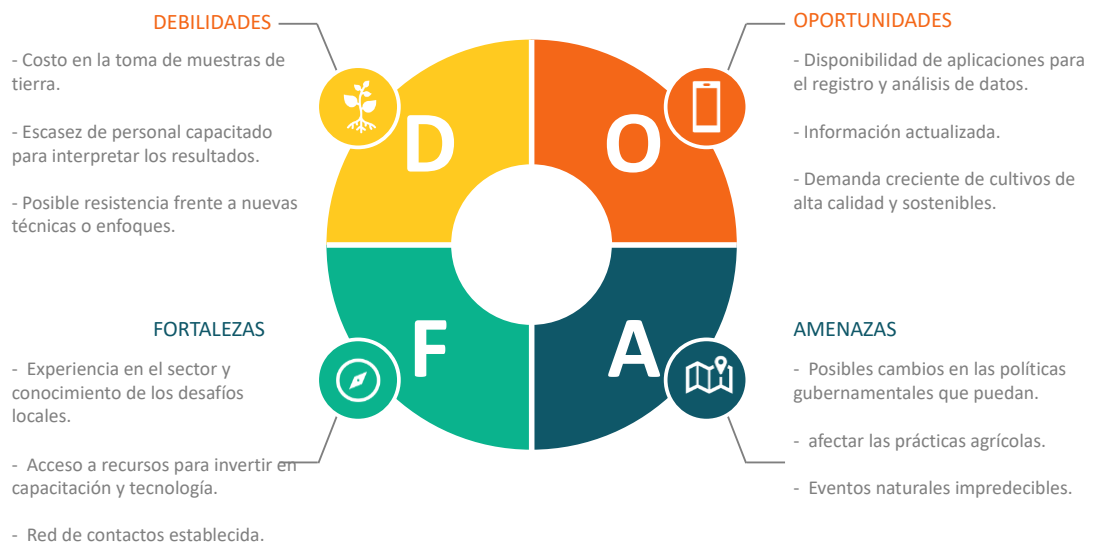 DEBILIDADES
- Costo en la toma de muestras de
tierra.
- Escasez de personal capacitado
para interpretar los resultados.
- Posible resistencia frente a nuevas
técnicas o enfoques.
D
O
OPORTUNIDADES
- Disponibilidad de aplicaciones para
el registro y análisis de datos.
- Información actualizada.
- Demanda creciente de cultivos de
alta calidad y sostenibles.
FORTALEZAS
- Experiencia en el sector y
conocimiento de los desafíos
locales.
- Acceso a recursos para invertir en
capacitación y tecnología.
- Red de contactos establecida.
F
A
AMENAZAS
- Posibles cambios en las políticas
gubernamentales que puedan.
- afectar las prácticas agrícolas.
- Eventos naturales impredecibles.